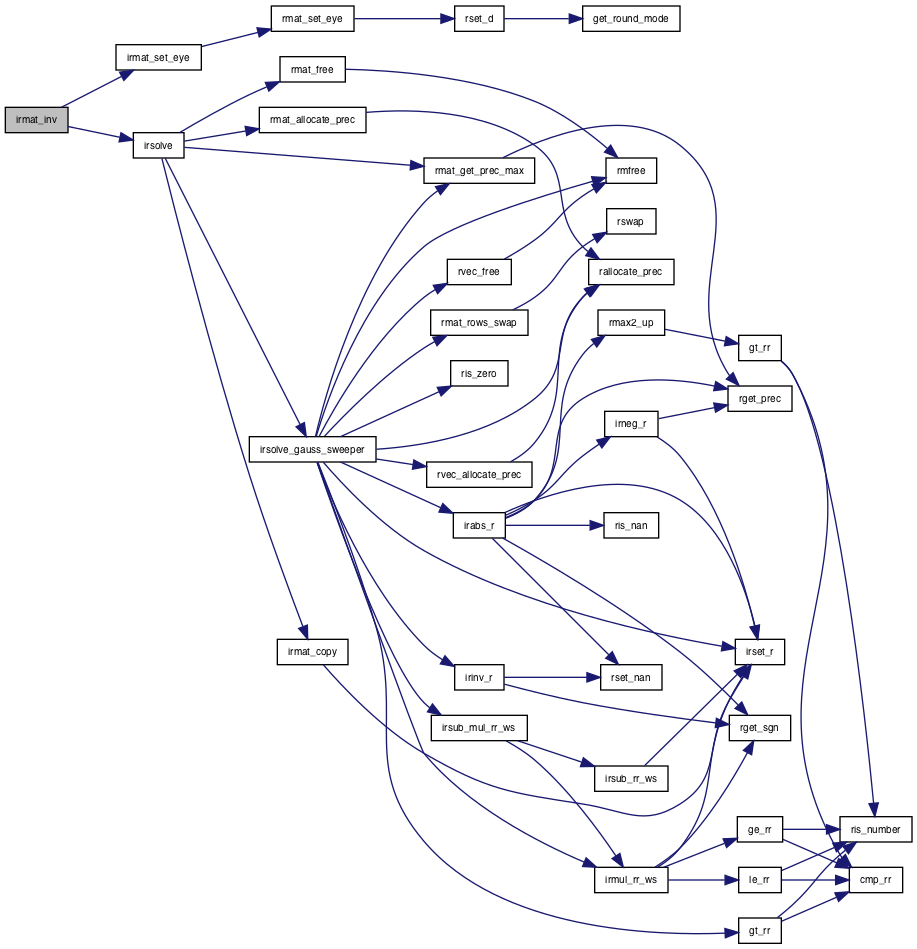 rmat_set_eye
rset_d
get_round_mode
irmat_set_eye
rmat_free
irmat_inv
rmat_allocate_prec
irsolve
rmat_get_prec_max
rmfree
rswap
rvec_free
rallocate_prec
rmat_rows_swap
rmax2_up
gt_rr
ris_zero
rget_prec
irneg_r
irsolve_gauss_sweeper
rvec_allocate_prec
irabs_r
ris_nan
irmat_copy
irset_r
irinv_r
rset_nan
irsub_mul_rr_ws
rget_sgn
irsub_rr_ws
ge_rr
ris_number
irmul_rr_ws
le_rr
cmp_rr
gt_rr